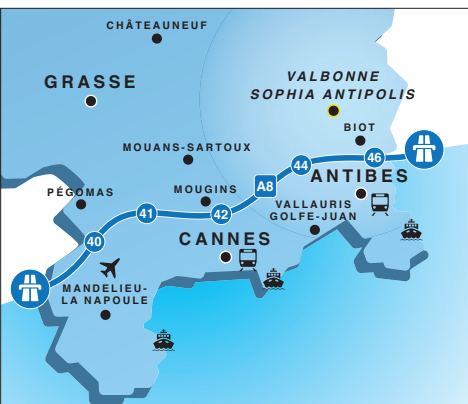 CHÂTEAUNEUF
GRASSE
VALBONNE
SOPHIA ANTIPOLIS
BIOT
MOUANS-SARTOUX
44
46
A8
ANTIBES
PÉGOMAS
MOUGINS
41
42
VALLAURIS
GOLFE-JUAN
40
CANNES
MANDELIEU-
LA NAPOULE